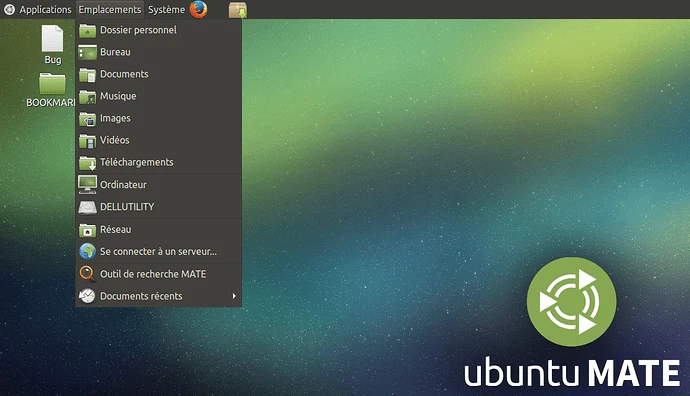 Applications Emplacements Système
Bug
BOOKMAR
Dossier personnel
Bureau
Documents
Musique
Images
Vidéos
Téléchargements
Ordinateur
DELLUTILITY
Réseau
Se connecter à un serveur...
Outil de recherche MATE
Documents récents
ubuntu MATE